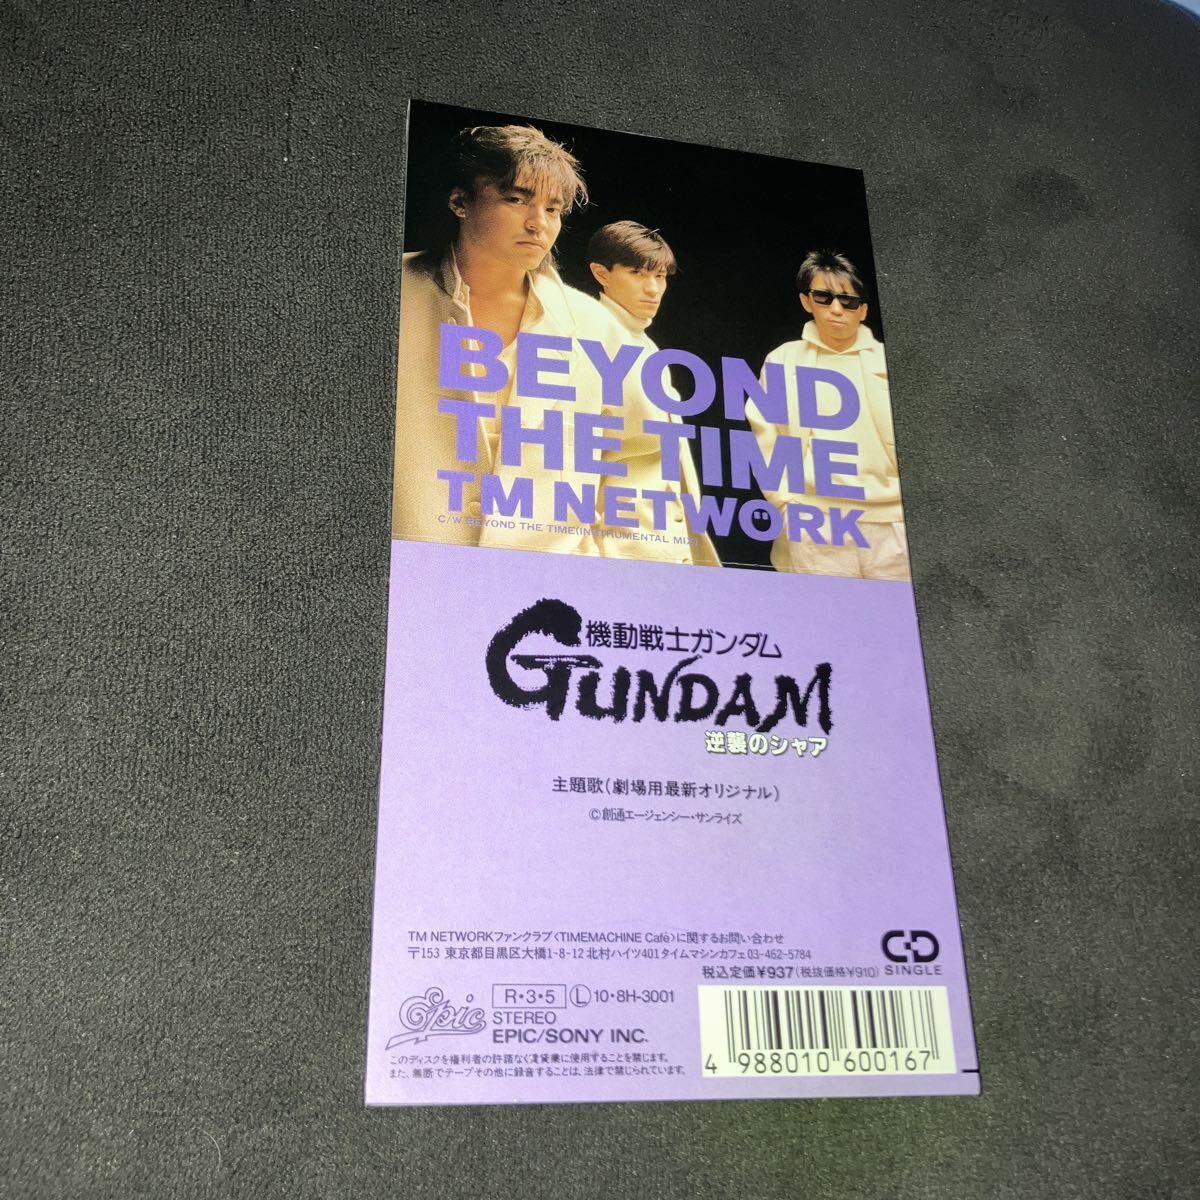 BEYOND
THE TIME
TM NETWORK
C/W BEYOND THE TIME(INSTRUMENTAL MIX)
機動戦士ガンダム
GUNDAM
逆襲のシャア
主題歌(劇場用最新オリジナル)
©創通エージェンシー・サンライズ
TM NETWORKファンクラブ〈TIMEMACHINE Café〉に関するお問い合わせ
〒153 東京都目黒区大橋1-8-12 北村ハイツ401タイムマシンカフェ 03-462-5784
CD
SINGLE
税込定価¥937(税抜価格¥910)
Epic
R・3・5 Ⓛ10・8H-3001
STEREO
EPIC/SONY INC.
このディスクを権利者の許諾なく賃貸業に使用することを禁じます。
また、無断でテープその他に録音することは、法律で禁じられています。
4 988010 600167